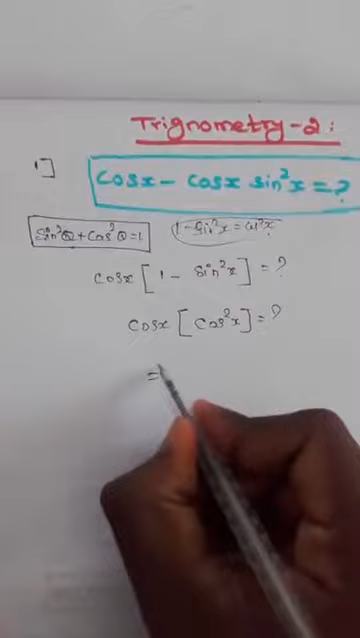 Trignometry-2:
1] cosx - cosx sin²x = ?
sin²θ + cos²θ = 1 1 - sin²x = cos²x
cosx [ 1 - sin²x ] = ?
cosx [ cos²x ] = ?
=